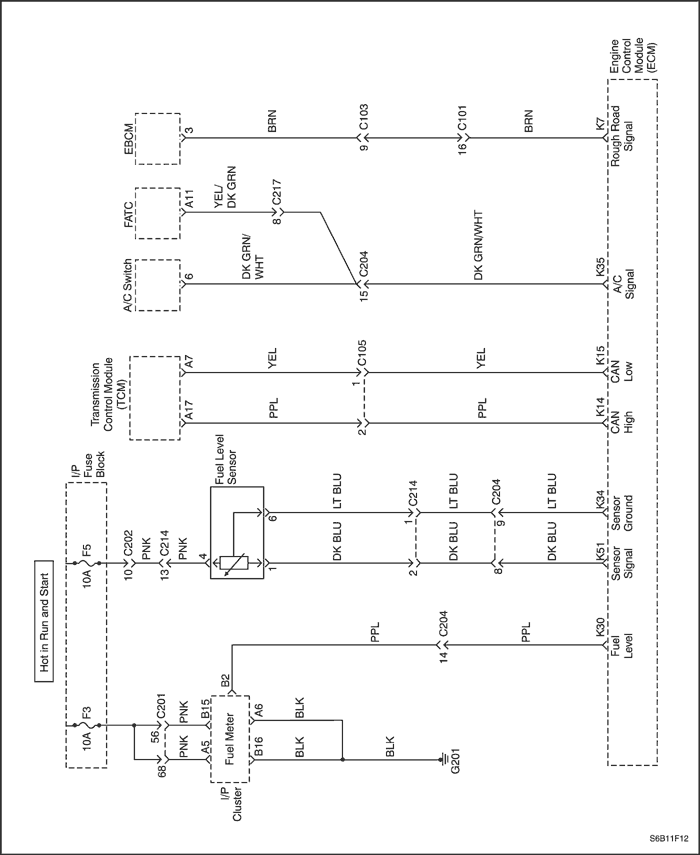 Hot in Run and Start
I/P
Fuse
Block
F3
10A
F5
10A
Transmission
Control Module
(TCM)
A/C Switch
FATC
EBCM
56
C201
68
PNK
PNK
A5
B15
I/P
Cluster
Fuel Meter
B2
B16
A6
BLK
BLK
BLK
G201
10
C202
PNK
13
C214
PNK
4
Fuel Level
Sensor
1
6
DK BLU
LT BLU
2
1
C214
DK BLU
LT BLU
8
9
C204
DK BLU
LT BLU
PPL
14
C204
PPL
A17
A7
PPL
YEL
2
1
C105
PPL
YEL
6
DK GRN/
WHT
A11
YEL/
DK GRN
8
C217
15
C204
DK GRN/WHT
3
BRN
9
C103
16
C101
BRN
K30
Fuel
Level
K51
Sensor
Signal
K34
Sensor
Ground
K14
CAN
High
K15
CAN
Low
K35
A/C
Signal
K7
Rough Road
Signal
Engine
Control
Module
(ECM)
S6B11F12